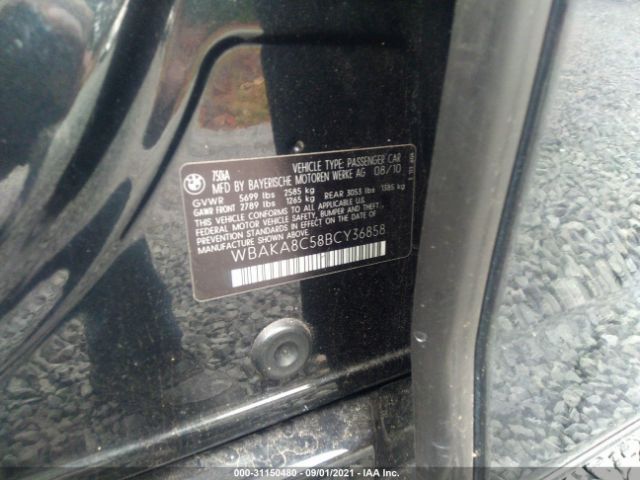 BMW
750iA VEHICLE TYPE: PASSENGER CAR
MFD BY BAYERISCHE MOTOREN WERKE AG 08/10
GVWR 5699 lbs 2585 kg
GAWR FRONT 2789 lbs 1265 kg REAR 3053 lbs 1385 kg
THIS VEHICLE CONFORMS TO ALL APPLICABLE U.S.
FEDERAL MOTOR VEHICLE SAFETY, BUMPER, AND
THEFT PREVENTION STANDARDS IN EFFECT ON THE
DATE OF MANUFACTURE SHOWN ABOVE.
WBAKA8C58BCY36858
000-31150480 - 09/01/2021 - IAA Inc.